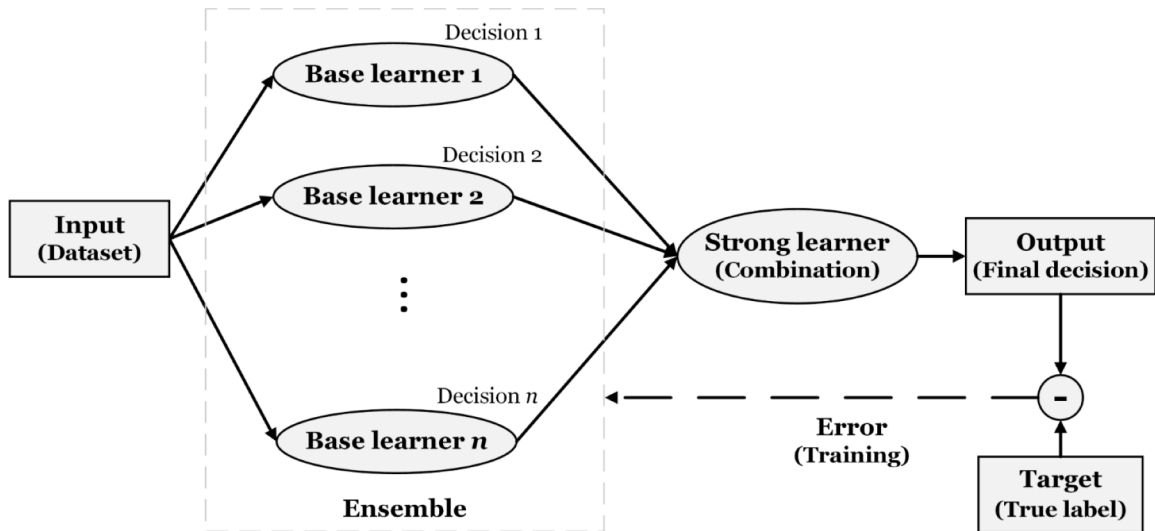 Decision 1
Base learner 1
Decision 2
Base learner 2
Input
(Dataset)
Strong learner
(Combination)
Output
(Final decision)
Decision n
Base learner n
Ensemble
-
Error
(Training)
Target
(True label)